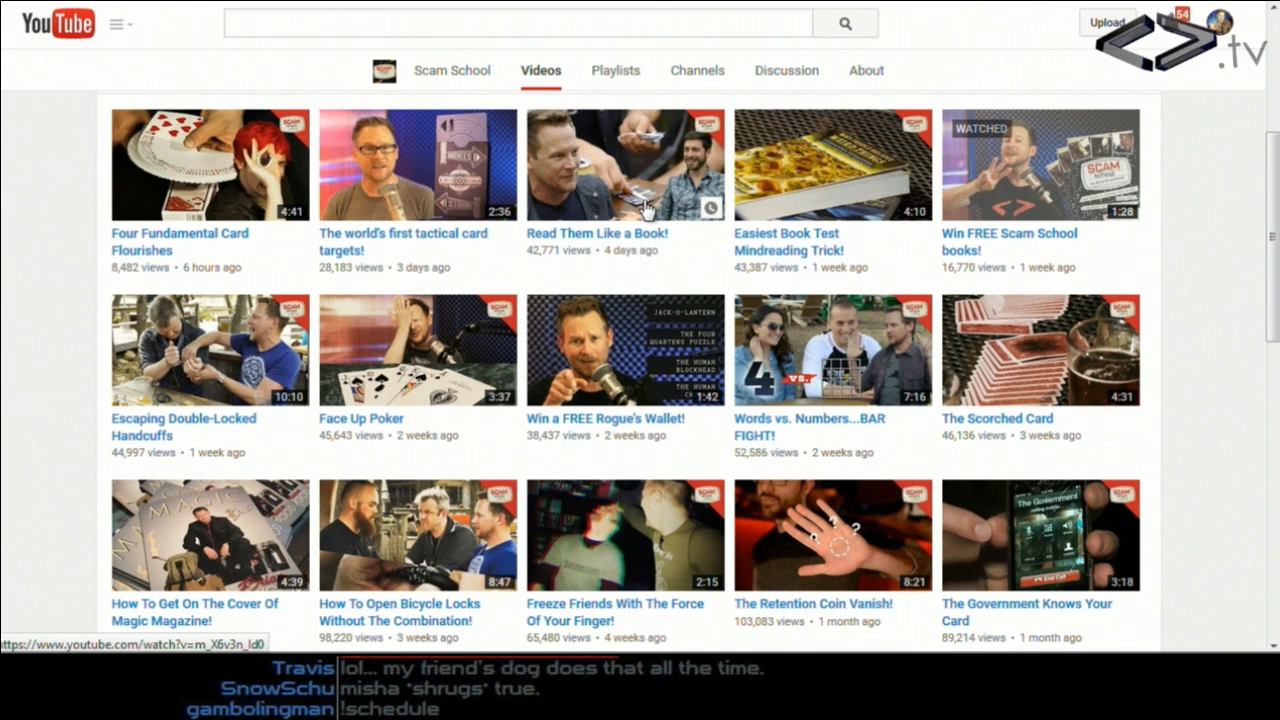 YouTube
Upload
54
.tv
Scam School Videos Playlists Channels Discussion About
WATCHED
SCAM
SCHOOL
4:41
2:36
4:10
1:28
Four Fundamental Card
Flourishes
8,482 views • 6 hours ago
The world's first tactical card
targets!
28,183 views • 3 days ago
Read Them Like a Book!
42,771 views • 4 days ago
Easiest Book Test
Mindreading Trick!
43,387 views • 1 week ago
Win FREE Scam School
books!
16,770 views • 1 week ago
JACK-O-LANTERN
THE FOUR
QUARTERS PUZZLE
THE HUMAN
BLOCKHEAD
THE HUMAN
4 vs.
10:10
3:37
1:42
7:16
4:31
Escaping Double-Locked
Handcuffs
44,997 views • 1 week ago
Face Up Poker
45,643 views • 2 weeks ago
Win a FREE Rogue's Wallet!
38,437 views • 2 weeks ago
Words vs. Numbers...BAR
FIGHT!
52,586 views • 2 weeks ago
The Scorched Card
46,136 views • 3 weeks ago
MAGIC
The Government
End Call
4:39
8:47
2:15
8:21
3:18
How To Get On The Cover Of
Magic Magazine!
How To Open Bicycle Locks
Without The Combination!
98,220 views • 3 weeks ago
Freeze Friends With The Force
Of Your Finger!
65,480 views • 4 weeks ago
The Retention Coin Vanish!
103,083 views • 1 month ago
The Government Knows Your
Card
89,214 views • 1 month ago
https://www.youtube.com/watch?v=m_X6v3n_Id0
Travis lol... my friend's dog does that all the time.
SnowSchu misha *shrugs* true.
gambolingman !schedule